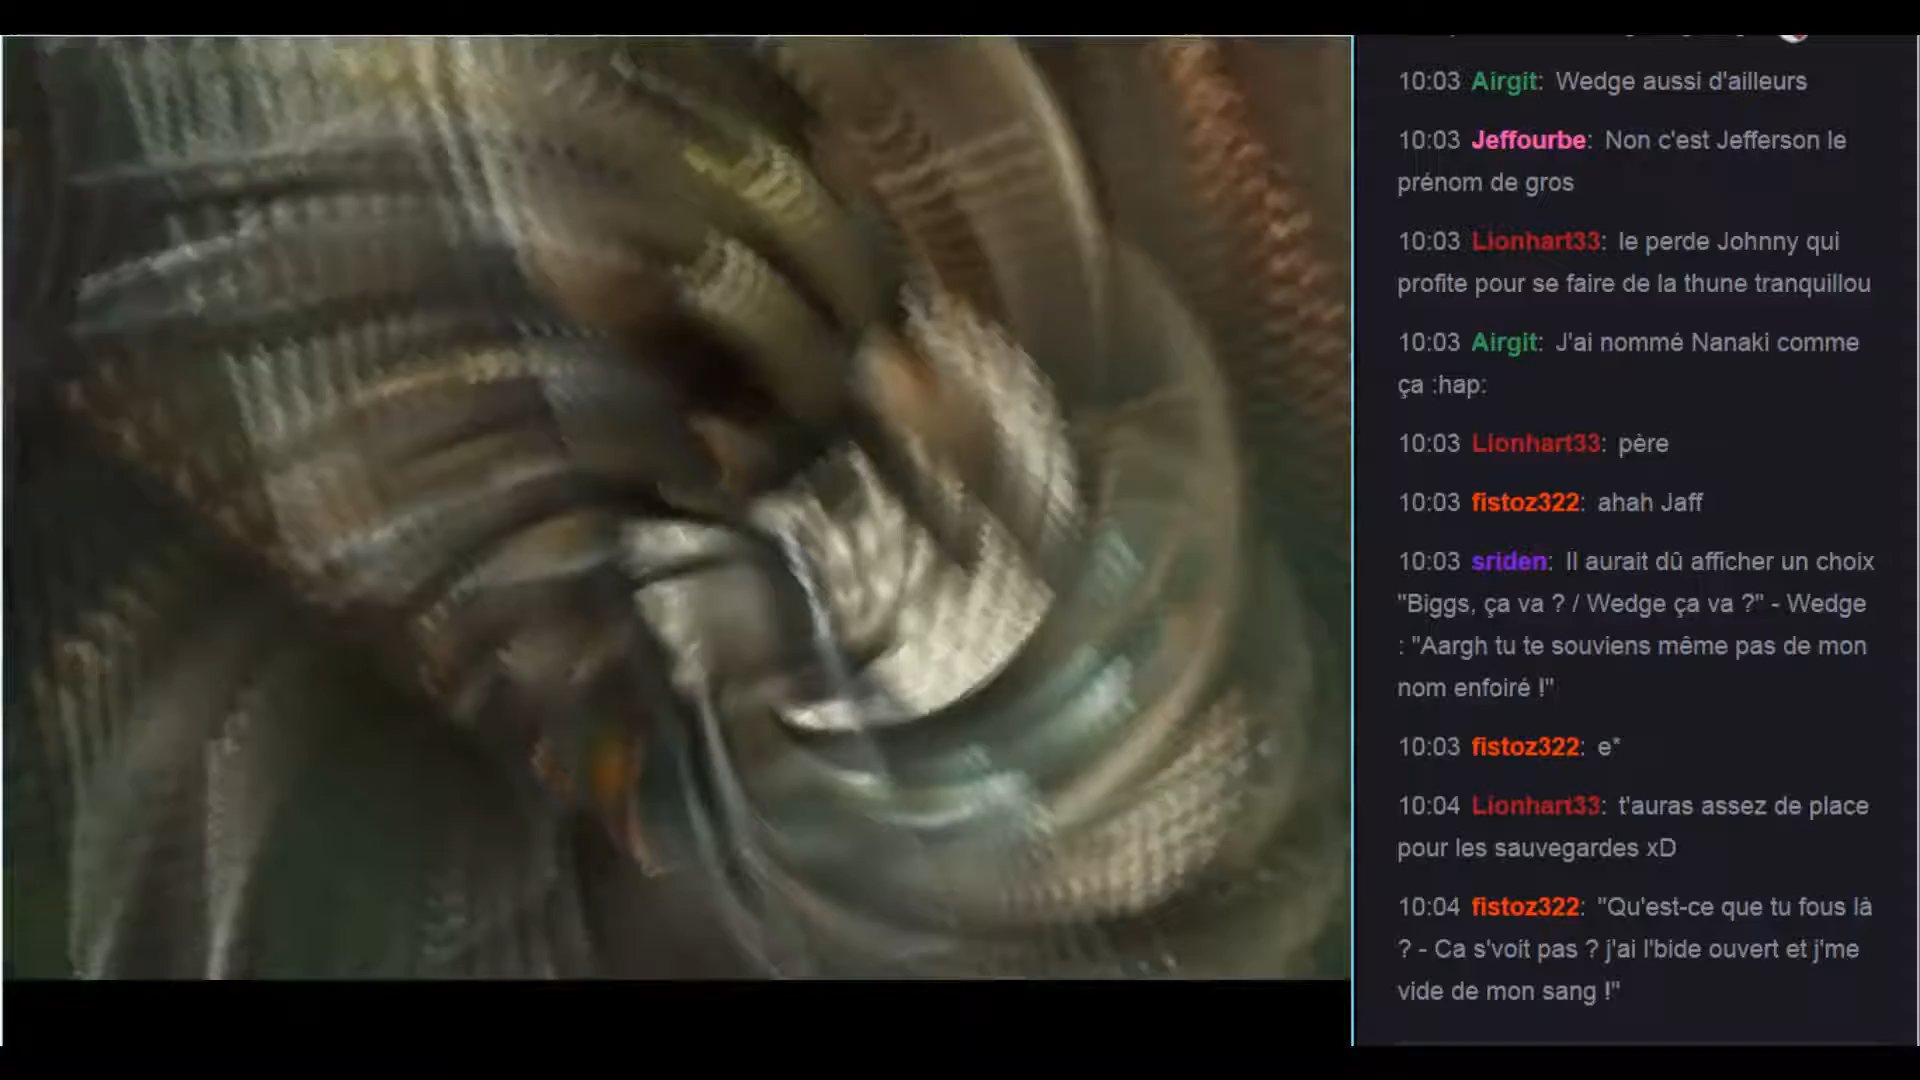 10:03 Airgit: Wedge aussi d'ailleurs
10:03 Jeffourbe: Non c'est Jefferson le
prénom de gros
10:03 Lionhart33: le perde Johnny qui
profite pour se faire de la thune tranquillou
10:03 Airgit: J'ai nommé Nanaki comme
ça :hap:
10:03 Lionhart33: père
10:03 fistoz322: ahah Jaff
10:03 sriden: Il aurait dû afficher un choix
"Biggs, ça va ? / Wedge ça va ?" - Wedge
: "Aargh tu te souviens même pas de mon
nom enfoiré !"
10:03 fistoz322: e*
10:04 Lionhart33: t'auras assez de place
pour les sauvegardes xD
10:04 fistoz322: "Qu'est-ce que tu fous là
? - Ca s'voit pas ? j'ai l'bide ouvert et j'me
vide de mon sang !"